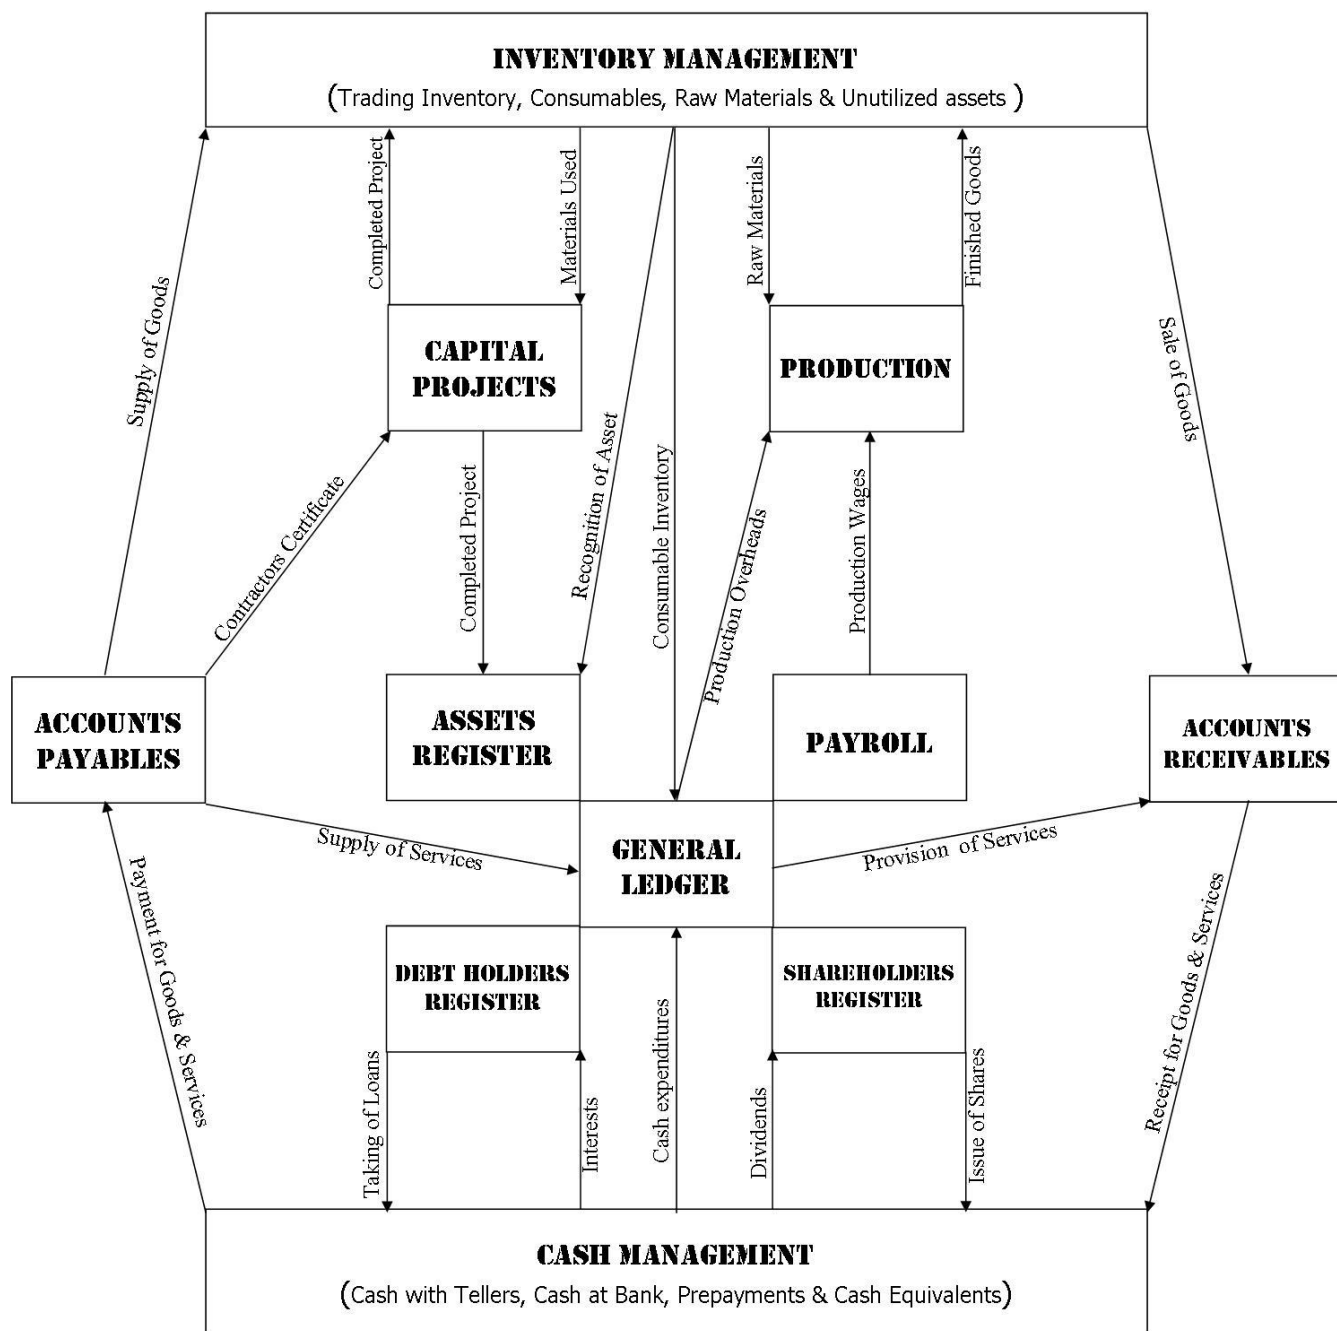 INVENTORY MANAGEMENT
(Trading Inventory, Consumables, Raw Materials & Unutilized assets )
Completed Project
Materials Used
Raw Materials
Finished Goods
Supply of Goods
CAPITAL
PROJECTS
PRODUCTION
Sale of Goods
Contractors Certificate
Completed Project
Recognition of Asset
Consumable Inventory
Production Overheads
Production Wages
ACCOUNTS
PAYABLES
ASSETS
REGISTER
PAYROLL
ACCOUNTS
RECEIVABLES
Supply of Services
GENERAL
LEDGER
Provision of Services
Payment for Goods & Services
DEBT HOLDERS
REGISTER
SHAREHOLDERS
REGISTER
Receipt for Goods & Services
Taking of Loans
Interests
Cash expenditures
Dividends
Issue of Shares
CASH MANAGEMENT
(Cash with Tellers, Cash at Bank, Prepayments & Cash Equivalents)